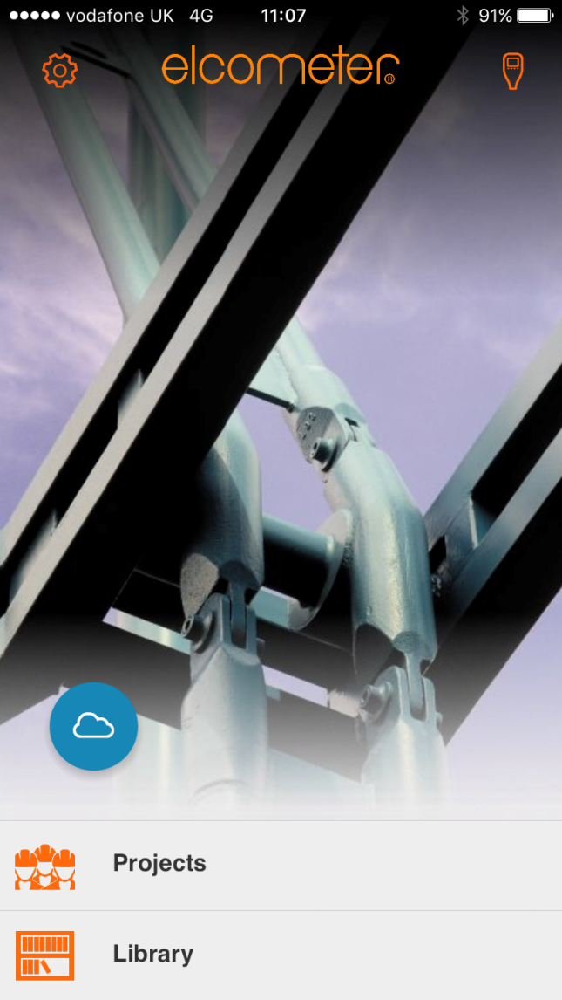 vodafone UK 4G 11:07 91%
elcometer®
Projects
Library